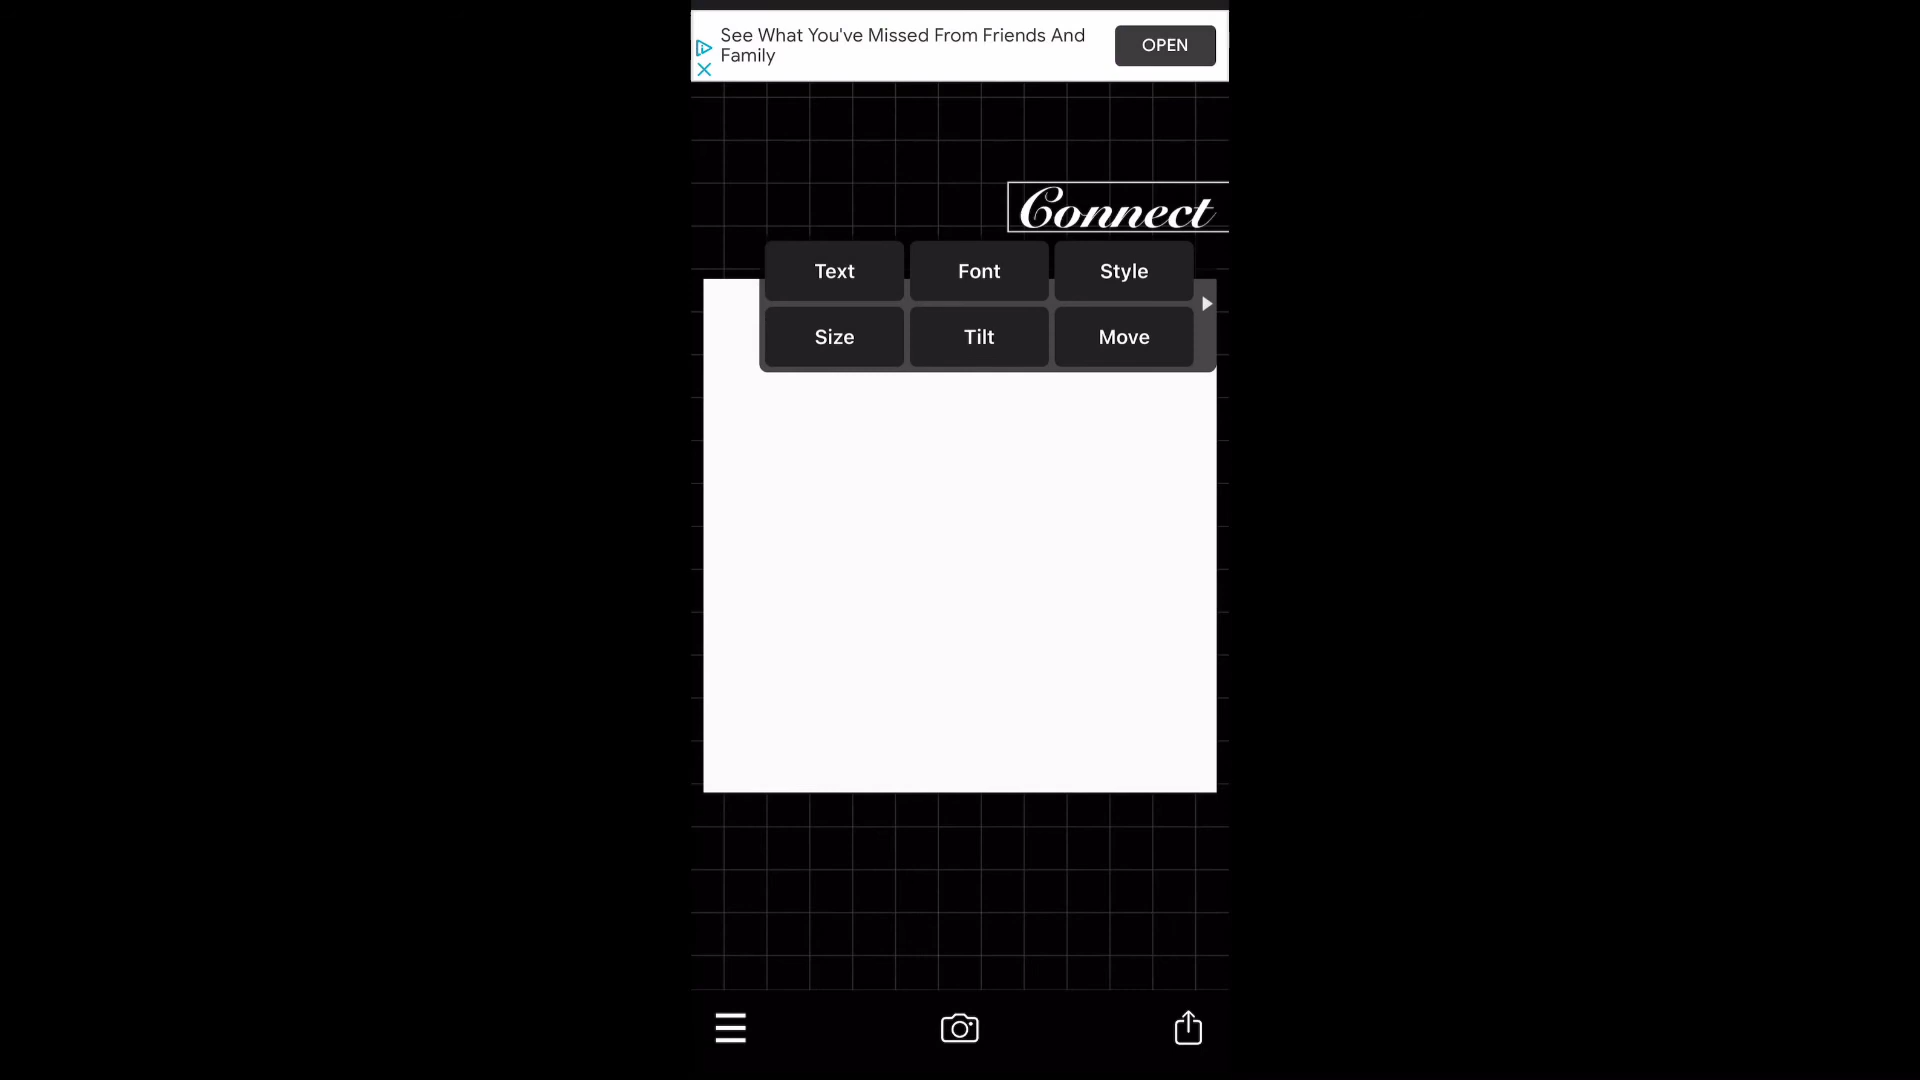 See What You've Missed From Friends And
Family
OPEN
Connect
Text Font Style
Size Tilt Move